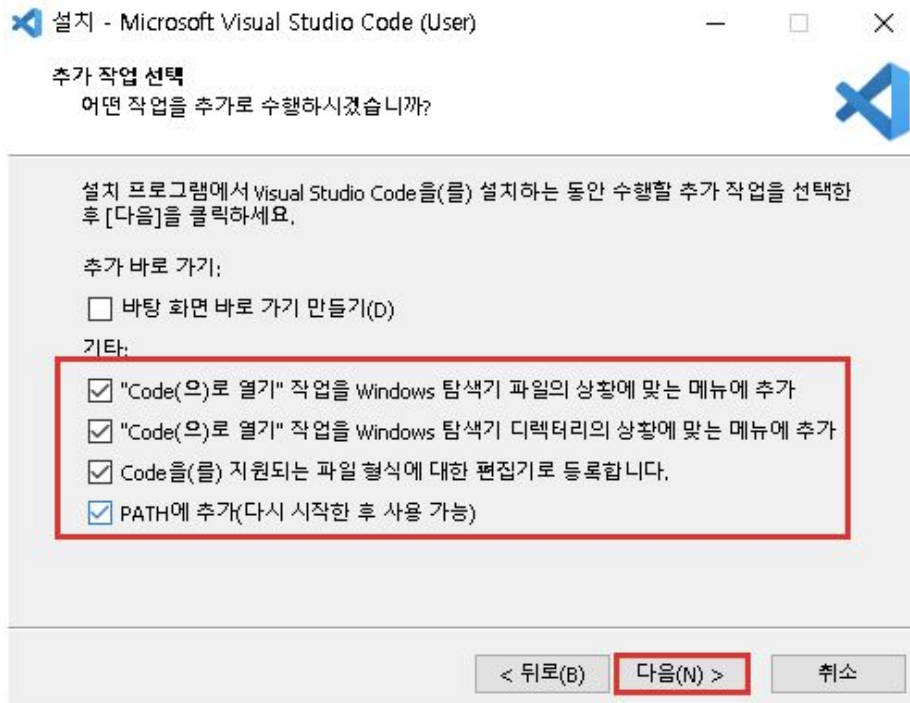 설치 - Microsoft Visual Studio Code (User)
추가 작업 선택
어떤 작업을 추가로 수행하시겠습니까?
설치 프로그램에서 Visual Studio Code을(를) 설치하는 동안 수행할 추가 작업을 선택한
후 [다음]을 클릭하세요.
추가 바로 가기:
바탕 화면 바로 가기 만들기(D)
기타:
"Code(으)로 열기" 작업을 Windows 탐색기 파일의 상황에 맞는 메뉴에 추가
"Code(으)로 열기" 작업을 Windows 탐색기 디렉터리의 상황에 맞는 메뉴에 추가
Code을(를) 지원되는 파일 형식에 대한 편집기로 등록합니다.
PATH에 추가(다시 시작한 후 사용 가능)
< 뒤로(B) 다음(N) > 취소